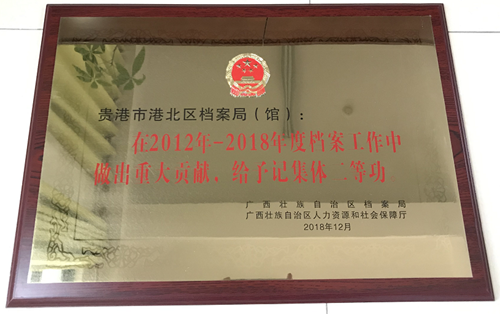 贵港市港北区档案局（馆）：
在2012年-2018年度档案工作中
做出重大贡献，给予记集体二等功
广西壮族自治区档案局
广西壮族自治区人力资源和社会保障厅
2018年12月